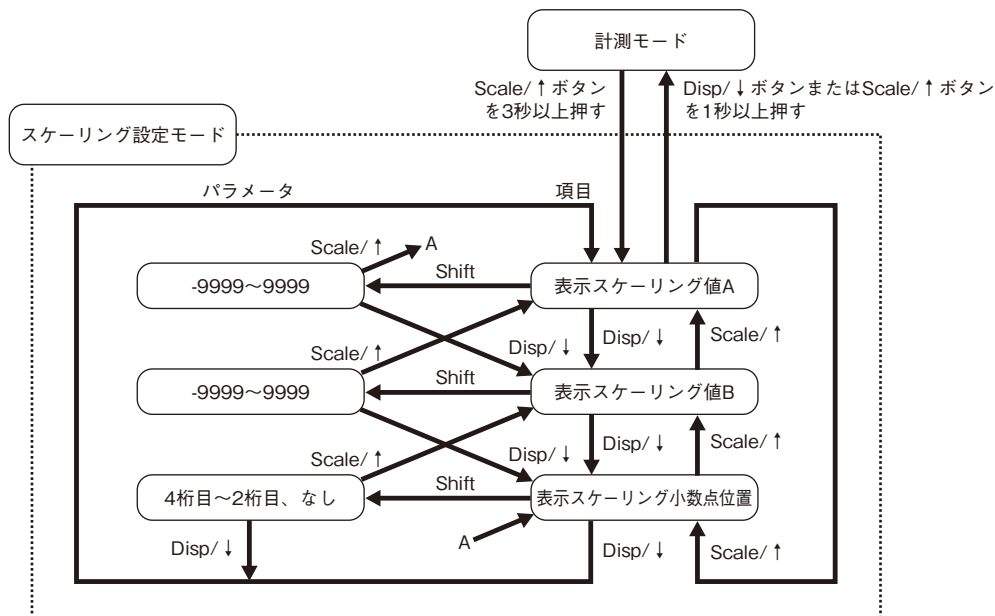 計測モード
Scale/↑ボタン
を3秒以上押す
Disp/↓ボタンまたはScale/↑ボタン
を1秒以上押す
スケーリング設定モード
パラメータ
項目
Scale/↑
A
-9999～9999
Shift
表示スケーリング値A
Scale/↑
Disp/↓
Disp/↓
Scale/↑
-9999～9999
Shift
表示スケーリング値B
Scale/↑
Disp/↓
Disp/↓
Scale/↑
4桁目～2桁目、なし
Shift
表示スケーリング小数点位置
Disp/↓
A
Disp/↓
Scale/↑